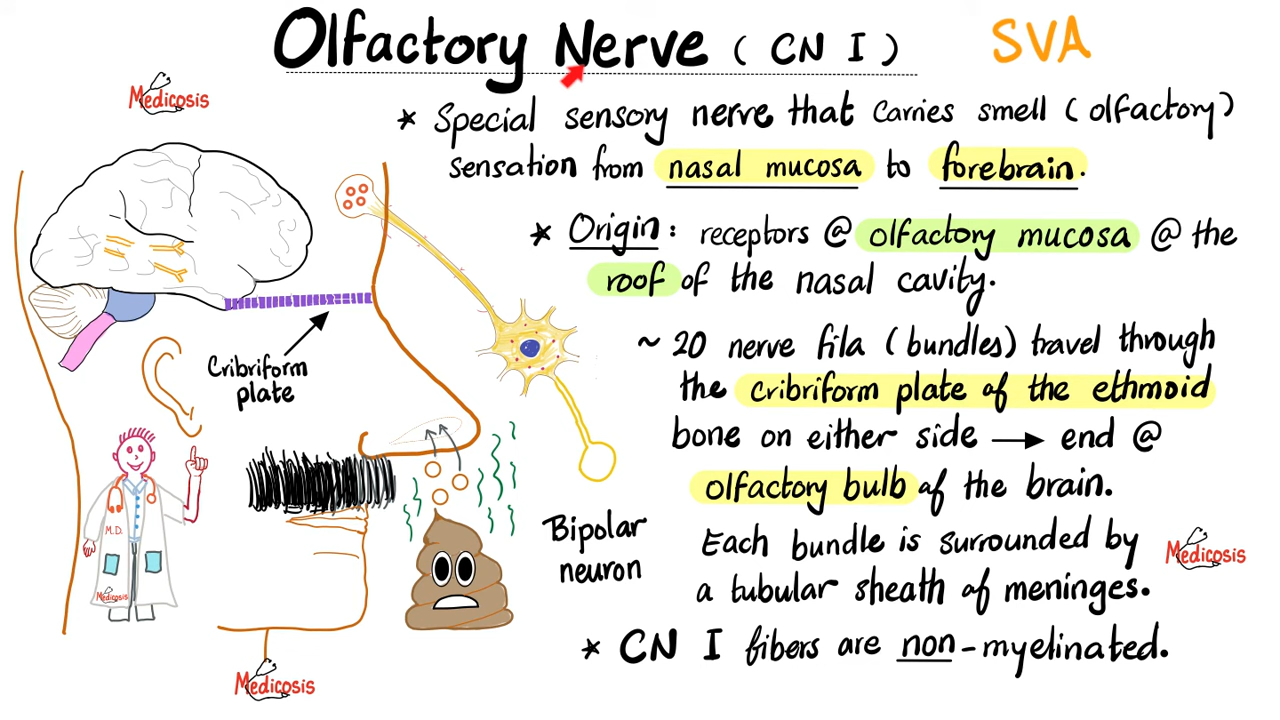 Olfactory Nerve (CN I) SVA
Medicosis
* Special sensory nerve that carries smell (olfactory)
sensation from nasal mucosa to forebrain.
* Origin: receptors @ olfactory mucosa @ the
roof of the nasal cavity.
~ 20 nerve fila (bundles) travel through
the cribriform plate of the ethmoid
bone on either side → end @
olfactory bulb of the brain.
Each bundle is surrounded by
a tubular sheath of meninges.
* CN I fibers are non-myelinated.
Cribriform
plate
Bipolar
neuron
M.D.
Medicosis
Medicosis
Medicosis